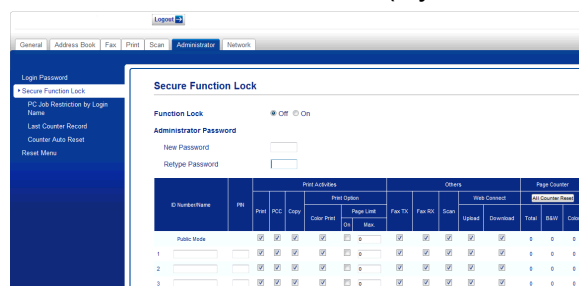 Logout
General Address Book Fax Print Scan Administrator Network
Login Password
Secure Function Lock
PC Job Restriction by Login
Name
Last Counter Record
Counter Auto Reset
Reset Menu
Secure Function Lock
Function Lock Off On
Administrator Password
New Password
Retype Password
Print Activities Others Page Counter
Print Option Web Connect All Counter Reset
ID Number/Name PIN Print PCC Copy Color Print Page Limit Fax TX Fax RX Scan Upload Download Total B&W Color
On Max.
Public Mode 0 0 0 0
1 0 0 0 0
2 0 0 0 0
3 0 0 0 0